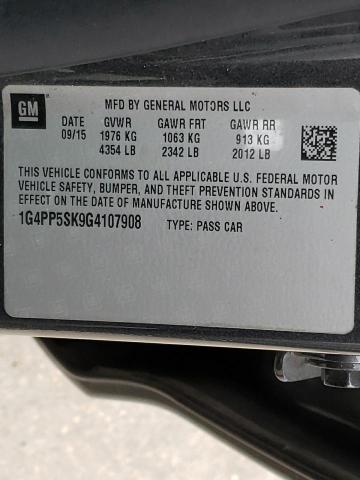 GM
MFD BY GENERAL MOTORS LLC
DATE GVWR GAWR FRT GAWR RR
09/15 1976 KG 1063 KG 913 KG
4354 LB 2342 LB 2012 LB
THIS VEHICLE CONFORMS TO ALL APPLICABLE U.S. FEDERAL MOTOR
VEHICLE SAFETY, BUMPER, AND THEFT PREVENTION STANDARDS IN
EFFECT ON THE DATE OF MANUFACTURE SHOWN ABOVE.
1G4PP5SK9G4107908 TYPE: PASS CAR